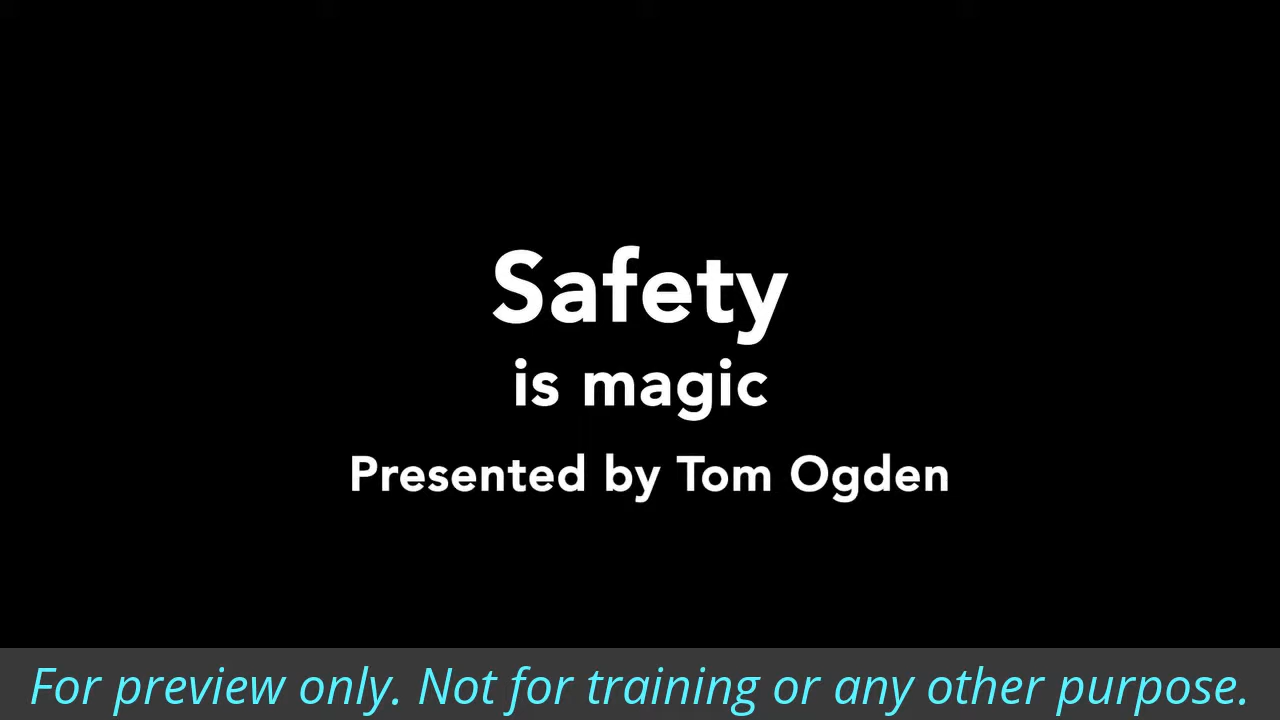 Safety
is magic
Presented by Tom Ogden
For preview only. Not for training or any other purpose.